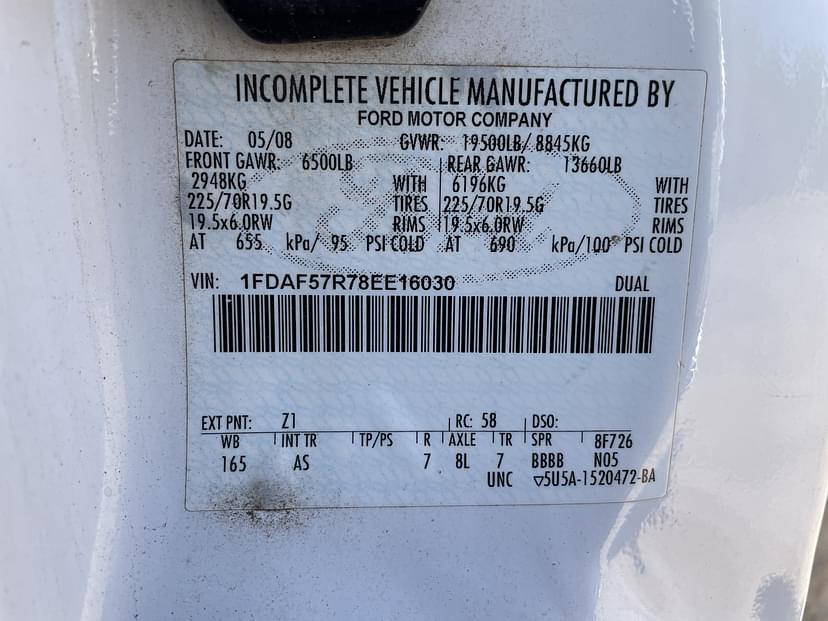 INCOMPLETE VEHICLE MANUFACTURED BY
FORD MOTOR COMPANY
DATE: 05/08 GVWR: 19500LB/ 8845KG
FRONT GAWR: 6500LB REAR GAWR: 13660LB
2948KG WITH 6196KG WITH
225/70R19.5G TIRES 225/70R19.5G TIRES
19.5x6.0RW RIMS 19.5x6.0RW RIMS
AT 655 kPa/ 95 PSI COLD AT 690 kPa/100 PSI COLD
VIN: 1FDAF57R78EE16030 DUAL
EXT PNT: Z1 RC: 58 DSO:
WB INT TR TP/PS R AXLE TR SPR 8F726
165 AS 7 8L 7 BBBB N05
UNC ▽5U5A-1520472-BA